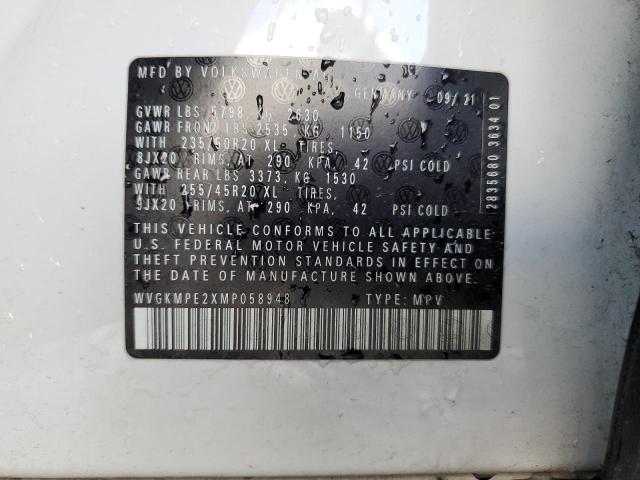 MFD BY VOLKSWAGEN AG
GERMANY 09/21
GVWR LBS 5798 KG 2630
GAWR FRONT LBS 2535 KG 1150
WITH 235/50R20 XL TIRES,
8JX20 RIMS, AT 290 KPA, 42 PSI COLD
GAWR REAR LBS 3373, KG 1530
WITH 255/45R20 XL TIRES,
9JX20 RIMS, AT 290 KPA, 42 PSI COLD
THIS VEHICLE CONFORMS TO ALL APPLICABLE
U.S. FEDERAL MOTOR VEHICLE SAFETY AND
THEFT PREVENTION STANDARDS IN EFFECT ON
THE DATE OF MANUFACTURE SHOWN ABOVE.
WVGKMPE2XMP058948 TYPE: MPV
2835680 3634 01